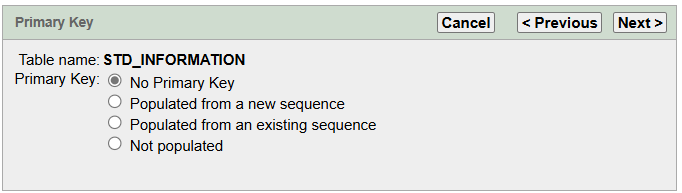 Primary Key Cancel < Previous Next >
Table name: STD_INFORMATION
Primary Key: No Primary Key
Populated from a new sequence
Populated from an existing sequence
Not populated